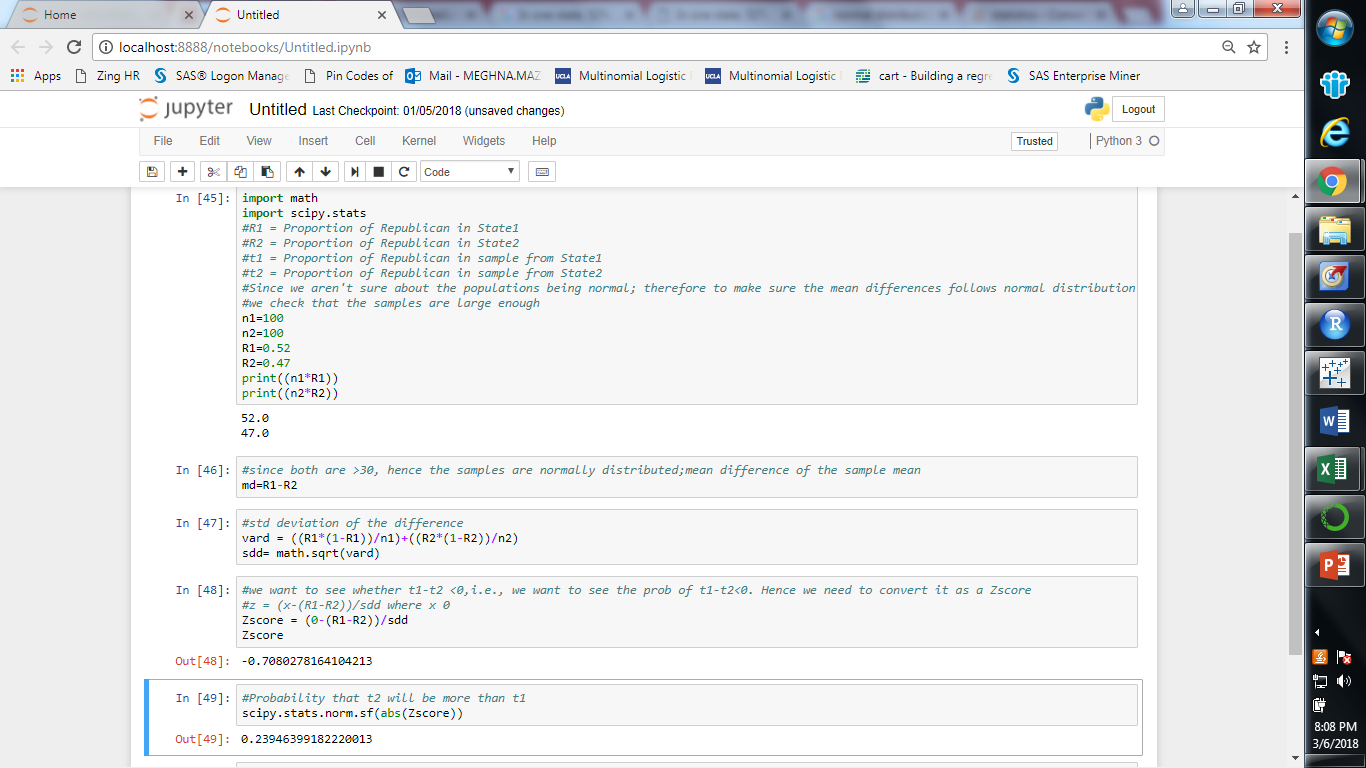 Home
Untitled
localhost:8888/notebooks/Untitled.ipynb
Apps Zing HR SAS® Logon Manage Pin Codes of Mail - MEGHNA.MAZ UCLA Multinomial Logistic UCLA Multinomial Logistic cart - Building a regre SAS Enterprise Miner
jupyter Untitled Last Checkpoint: 01/05/2018 (unsaved changes)
Logout
File Edit View Insert Cell Kernel Widgets Help
Trusted
Python 3
Code
In [45]: import math
import scipy.stats
#R1 = Proportion of Republican in State1
#R2 = Proportion of Republican in State2
#t1 = Proportion of Republican in sample from State1
#t2 = Proportion of Republican in sample from State2
#Since we aren't sure about the populations being normal; therefore to make sure the mean differences follows normal distribution
#we check that the samples are large enough
n1=100
n2=100
R1=0.52
R2=0.47
print((n1*R1))
print((n2*R2))
52.0
47.0
In [46]: #since both are >30, hence the samples are normally distributed;mean difference of the sample mean
md=R1-R2
In [47]: #std deviation of the difference
vard = ((R1*(1-R1))/n1)+((R2*(1-R2))/n2)
sdd= math.sqrt(vard)
In [48]: #we want to see whether t1-t2 <0,i.e., we want to see the prob of t1-t2<0. Hence we need to convert it as a Zscore
#z = (x-(R1-R2))/sdd where x 0
Zscore = (0-(R1-R2))/sdd
Zscore
Out[48]: -0.7080278164104213
In [49]: #Probability that t2 will be more than t1
scipy.stats.norm.sf(abs(Zscore))
Out[49]: 0.23946399182220013
8:08 PM
3/6/2018